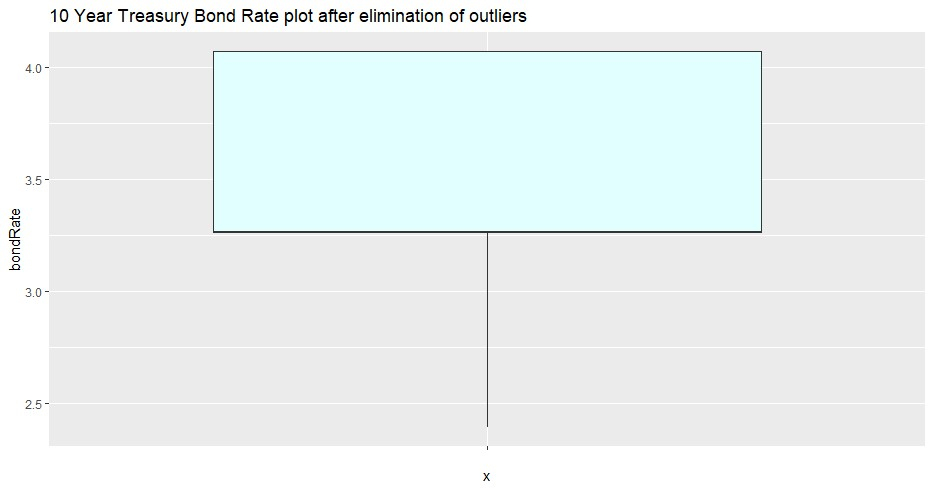 10 Year Treasury Bond Rate plot after elimination of outliers
4.0
3.5
bondRate
3.0
2.5
x